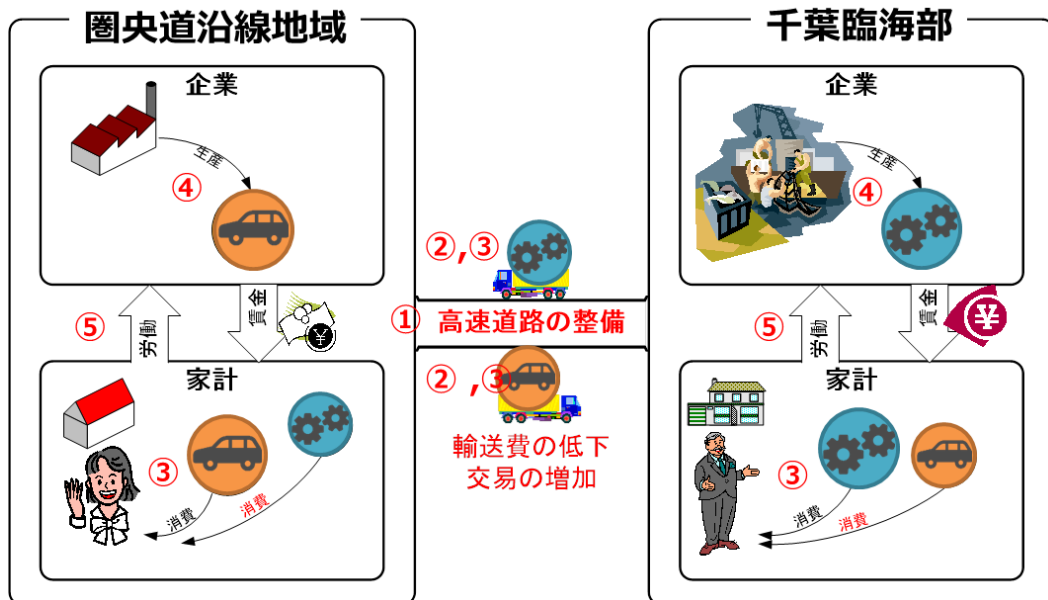 圏央道沿線地域
企業
生産
④
⑤
労働
賃金
¥
家計
③
消費
消費
②,③
① 高速道路の整備
② ,③
輸送費の低下
交易の増加
千葉臨海部
企業
生産
④
⑤
労働
賃金
¥
家計
③
消費
消費